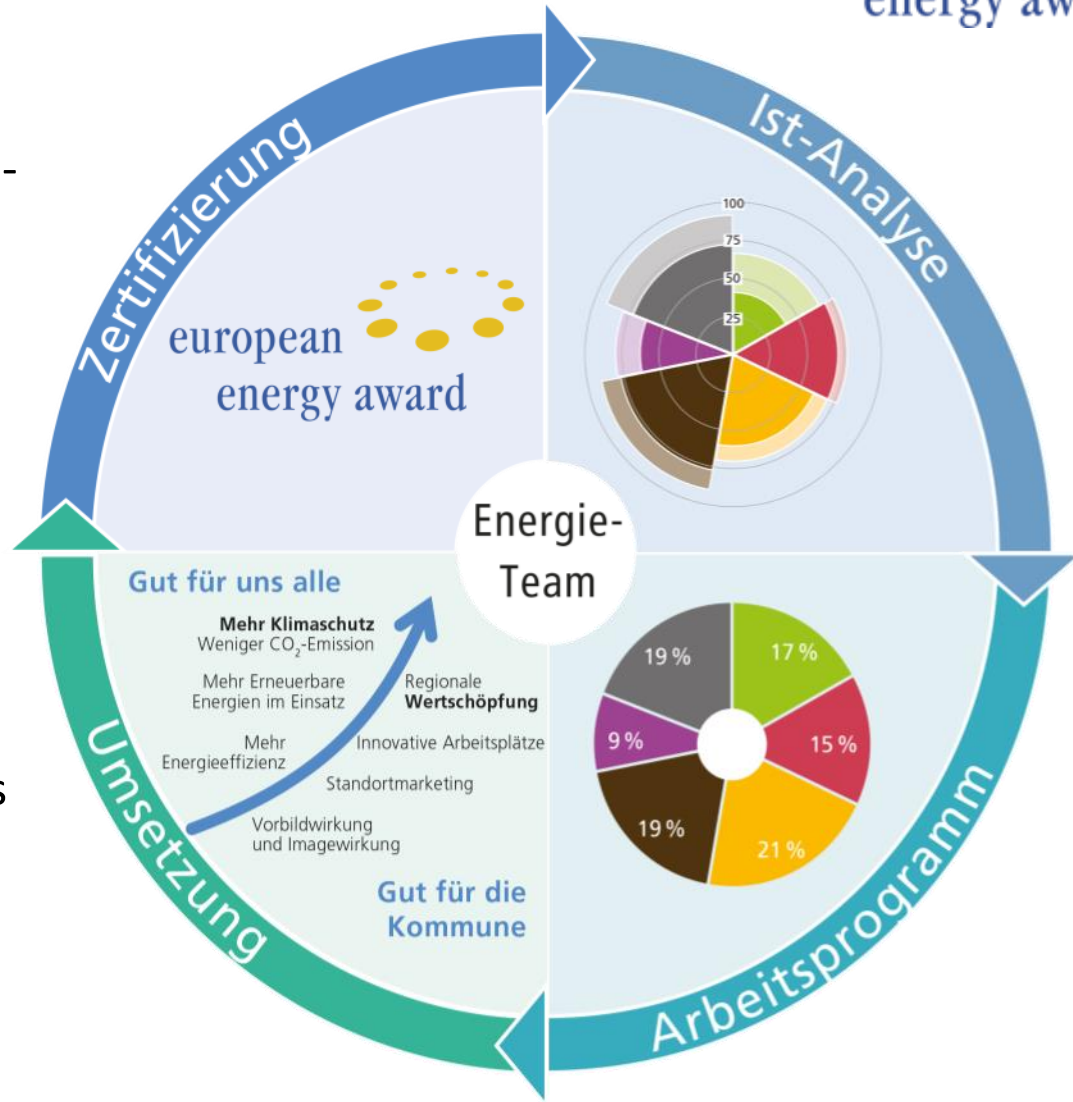 energy aw
-
s
Zertifizierung
european
energy award
Ist-Analyse
100
75
50
25
Energie-
Team
Gut für uns alle
Mehr Klimaschutz
Weniger CO₂-Emission
Mehr Erneuerbare
Energien im Einsatz
Regionale
Wertschöpfung
Mehr
Energieeffizienz
Innovative Arbeitsplätze
Standortmarketing
Vorbildwirkung
und Imagewirkung
Gut für die
Kommune
Umsetzung
19 %
17 %
9 %
15 %
19 %
21 %
Arbeitsprogramm